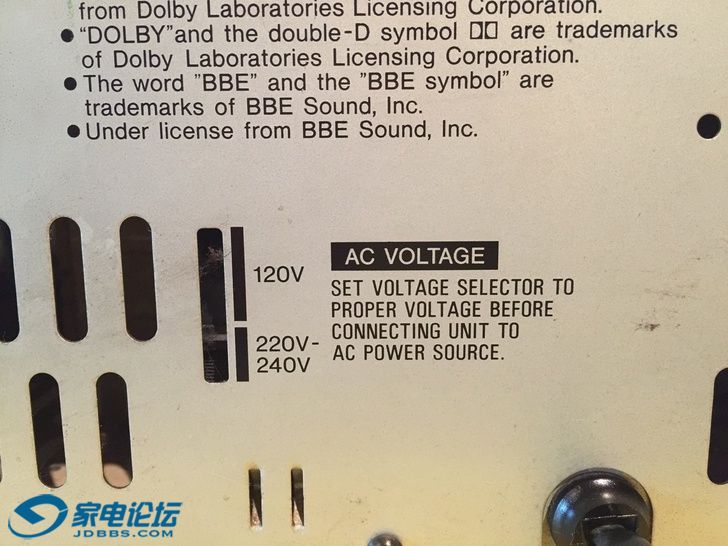 from Dolby Laboratories Licensing Corporation.
● "DOLBY"and the double-D symbol are trademarks
of Dolby Laboratories Licensing Corporation.
● The word "BBE" and the "BBE symbol" are
trademarks of BBE Sound, Inc.
● Under license from BBE Sound, Inc.
AC VOLTAGE
120V
SET VOLTAGE SELECTOR TO
PROPER VOLTAGE BEFORE
CONNECTING UNIT TO
AC POWER SOURCE.
220V-
240V
家电论坛
JDBBS.COM